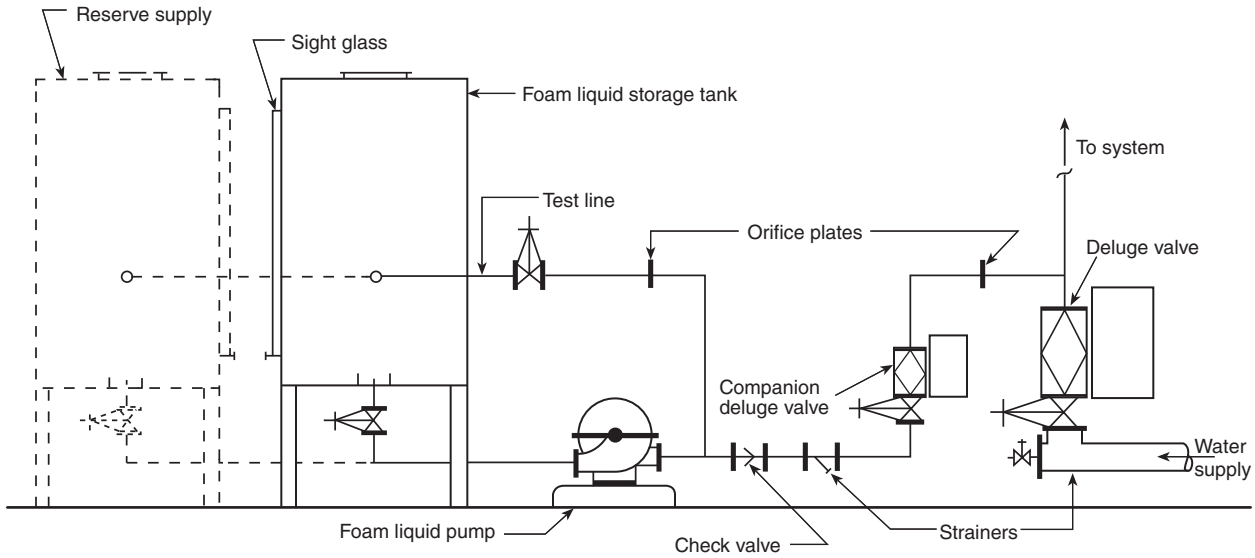 Reserve supply
Sight glass
Foam liquid storage tank
To system
Test line
Orifice plates
Deluge valve
Companion
deluge valve
Water
supply
Foam liquid pump
Check valve
Strainers